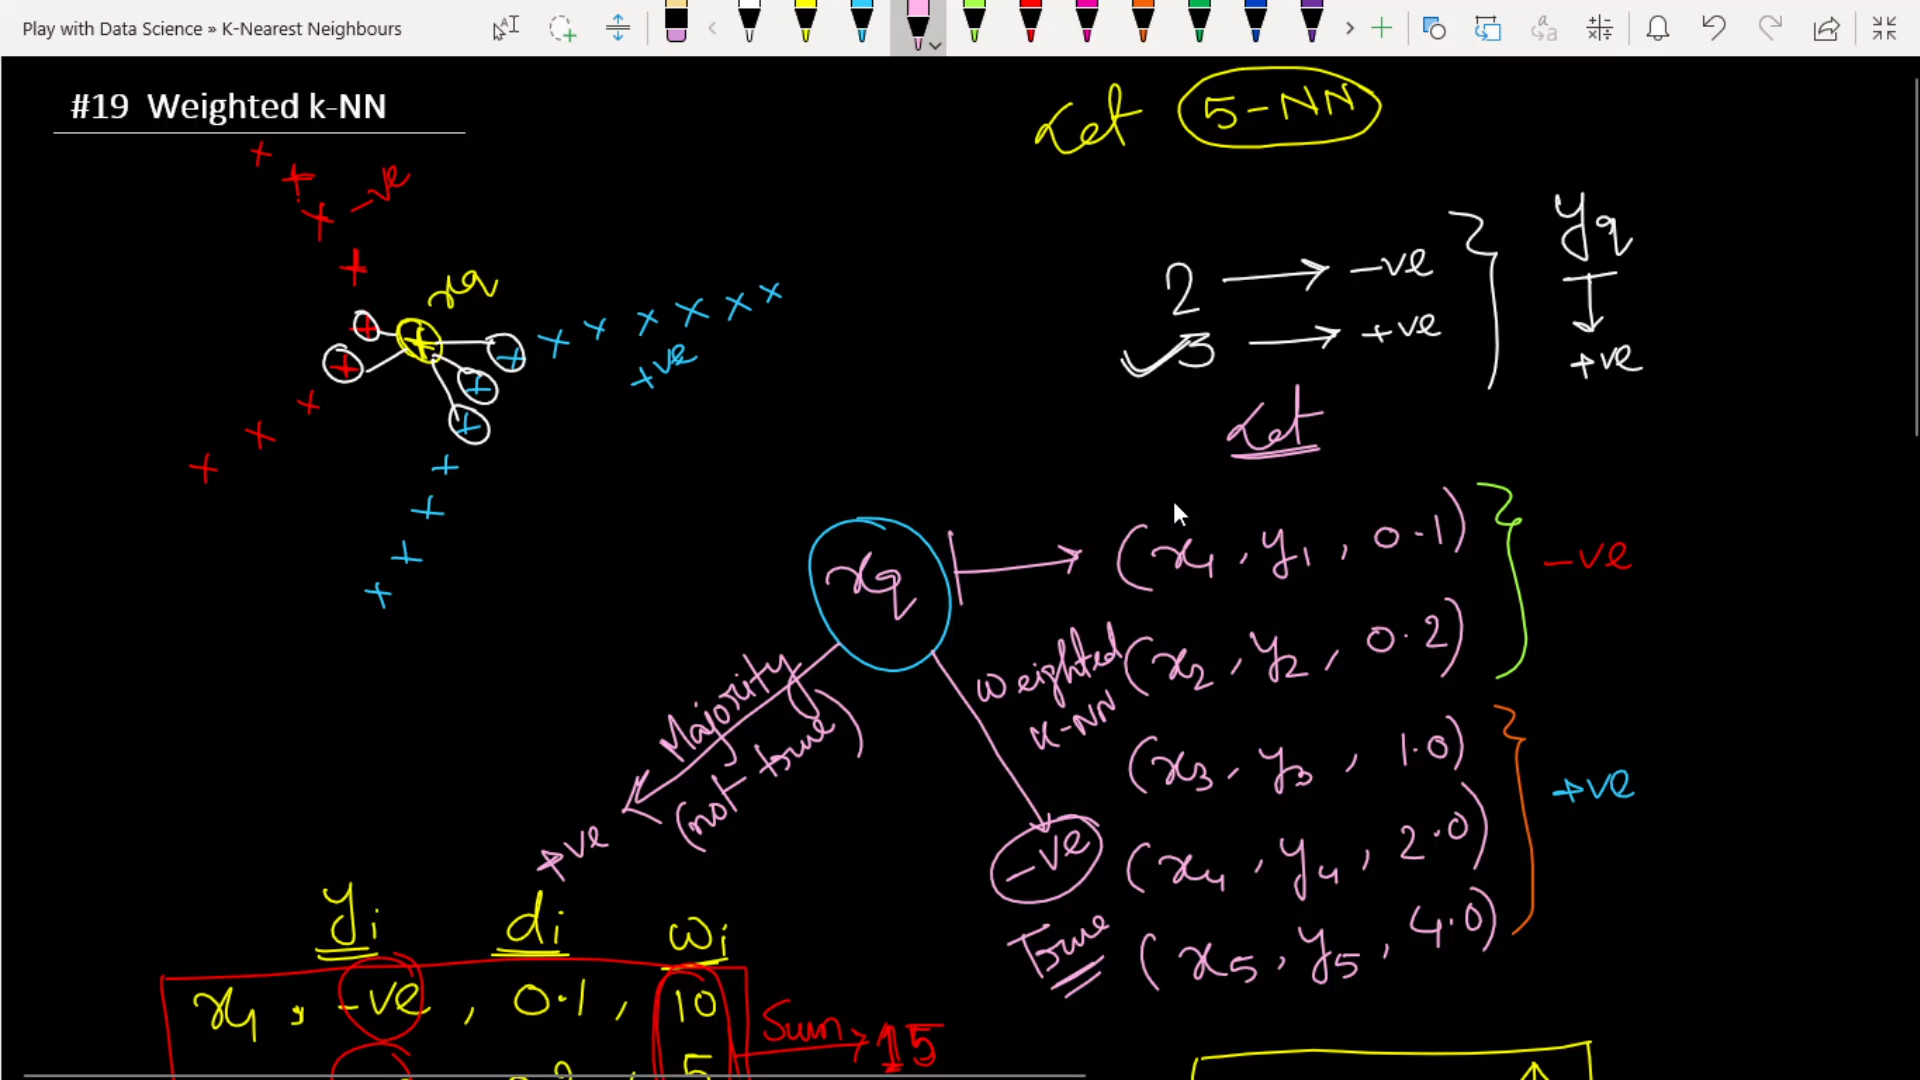 Play with Data Science » K-Nearest Neighbours
#19 Weighted k-NN
Let 5-NN
-ve
xq
+ve
2 → -ve
3 → +ve
yq
↓
+ve
Let
xq
(x1, y1, 0.1)
(x2, y2, 0.2)
-ve
(x3, y3, 1.0)
(x4, y4, 2.0)
(x5, y5, 4.0)
+ve
Majority
(not true)
+ve
Weighted
K-NN
-ve
True
yi di wi
x1, -ve, 0.1, 10
Sum → 15
5